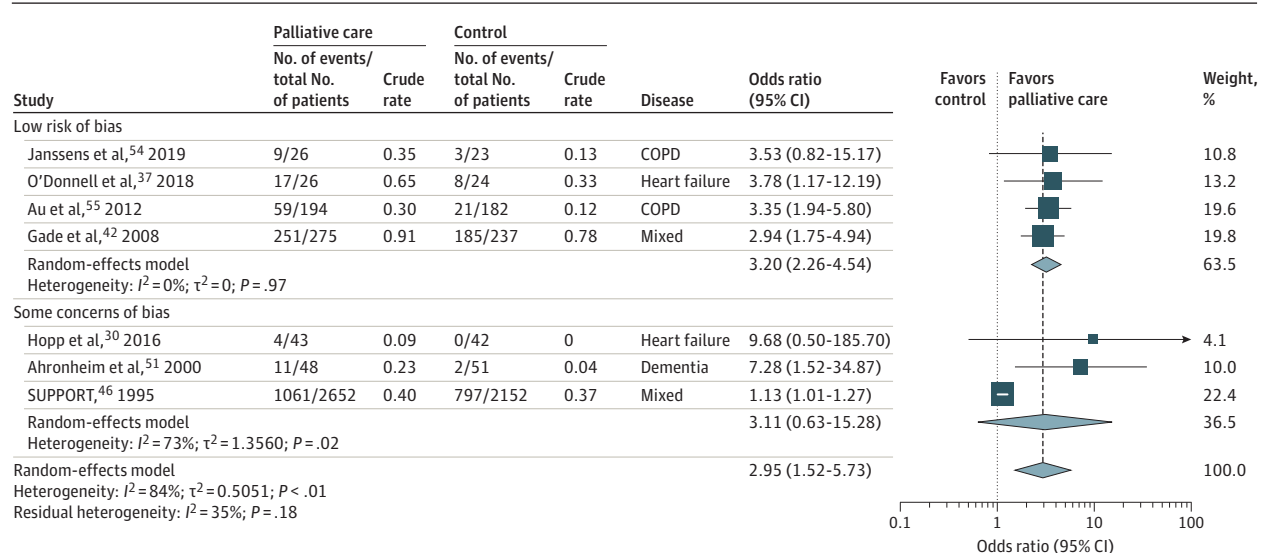 Palliative care Control
No. of events/ No. of events/
total No. Crude total No. Crude Odds ratio Favors Favors Weight,
Study of patients rate of patients rate Disease (95% CI) control palliative care %
Low risk of bias
Janssens et al,54 2019 9/26 0.35 3/23 0.13 COPD 3.53 (0.82-15.17) 10.8
O'Donnell et al,37 2018 17/26 0.65 8/24 0.33 Heart failure 3.78 (1.17-12.19) 13.2
Au et al,55 2012 59/194 0.30 21/182 0.12 COPD 3.35 (1.94-5.80) 19.6
Gade et al,42 2008 251/275 0.91 185/237 0.78 Mixed 2.94 (1.75-4.94) 19.8
Random-effects model 3.20 (2.26-4.54) 63.5
Heterogeneity: I2=0%; τ2=0; P=.97
Some concerns of bias
Hopp et al,30 2016 4/43 0.09 0/42 0 Heart failure 9.68 (0.50-185.70) 4.1
Ahronheim et al,51 2000 11/48 0.23 2/51 0.04 Dementia 7.28 (1.52-34.87) 10.0
SUPPORT,46 1995 1061/2652 0.40 797/2152 0.37 Mixed 1.13 (1.01-1.27) 22.4
Random-effects model 3.11 (0.63-15.28) 36.5
Heterogeneity: I2=73%; τ2=1.3560; P=.02
Random-effects model 2.95 (1.52-5.73) 100.0
Heterogeneity: I2=84%; τ2=0.5051; P<.01
Residual heterogeneity: I2=35%; P=.18
0.1 1 10 100
Odds ratio (95% CI)